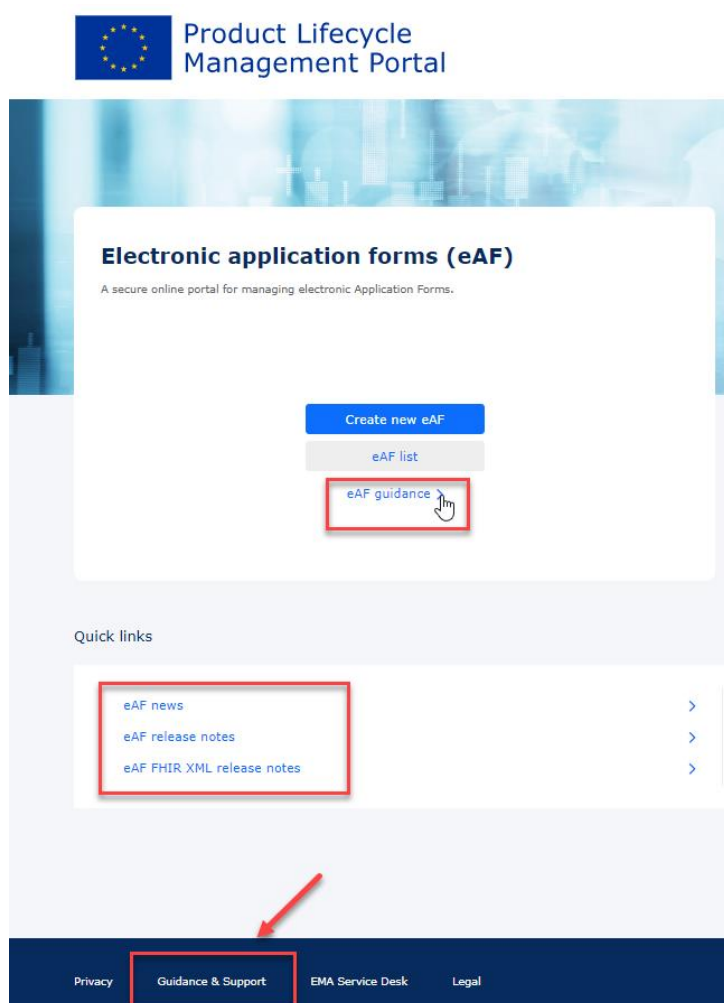 Product Lifecycle
Management Portal
Electronic application forms (eAF)
A secure online portal for managing electronic Application Forms.
Create new eAF
eAF list
eAF guidance
Quick links
eAF news
eAF release notes
eAF FHIR XML release notes
Privacy Guidance & Support EMA Service Desk Legal